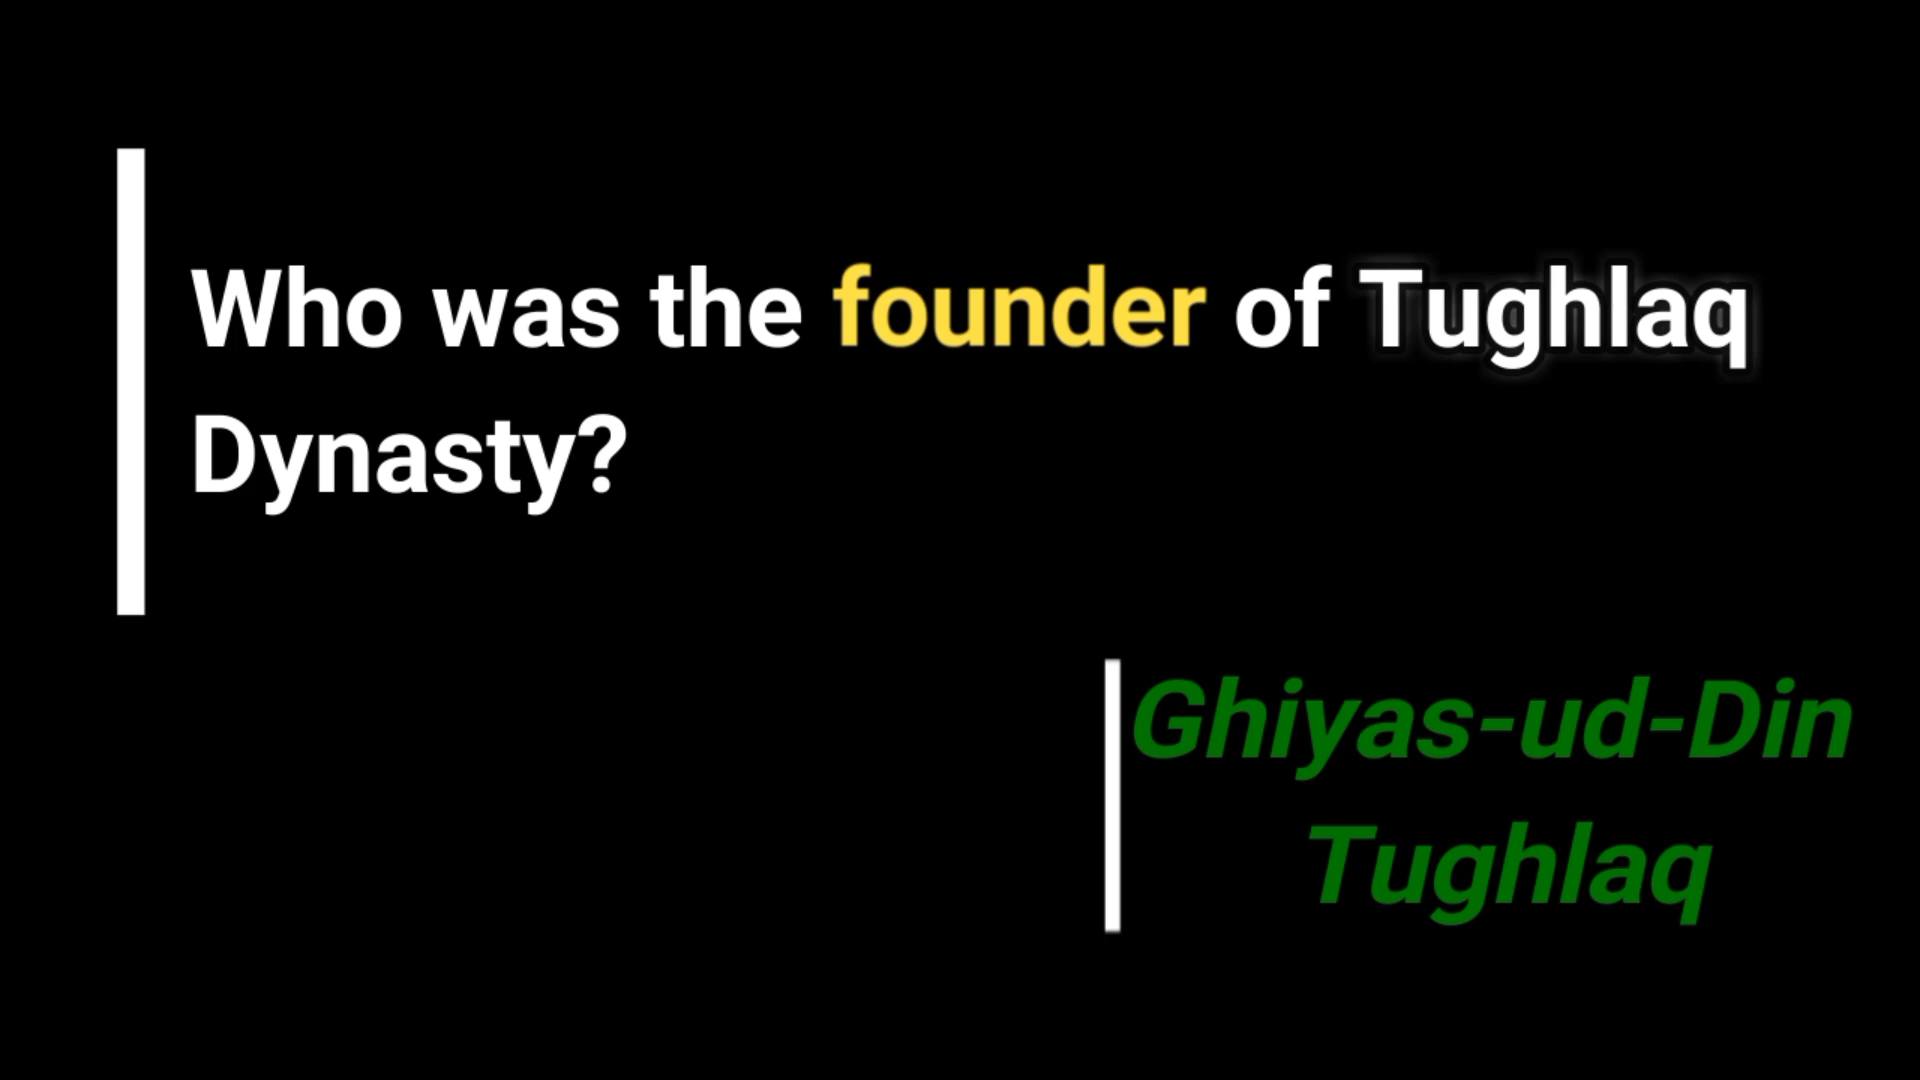 Who was the founder of Tughlaq
Dynasty?
Ghiyas-ud-Din
Tughlaq